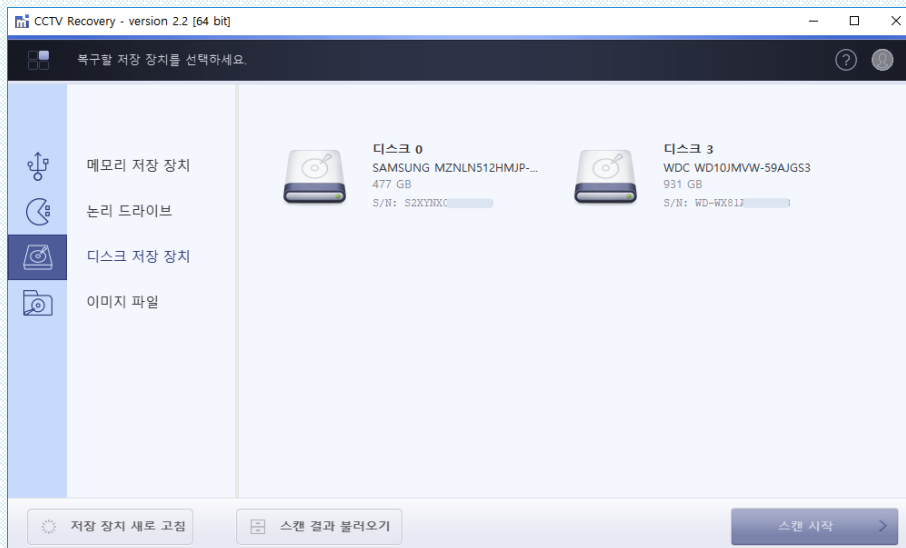 CCTV Recovery - version 2.2 [64 bit]
복구할 저장 장치를 선택하세요.
메모리 저장 장치
논리 드라이브
디스크 저장 장치
이미지 파일
디스크 0
SAMSUNG MZNLN512HMJP-...
477 GB
S/N: S2XYNX
디스크 3
WDC WD10JMVW-59AJGS3
931 GB
S/N: WD-WX81
저장 장치 새로 고침
스캔 결과 불러오기
스캔 시작